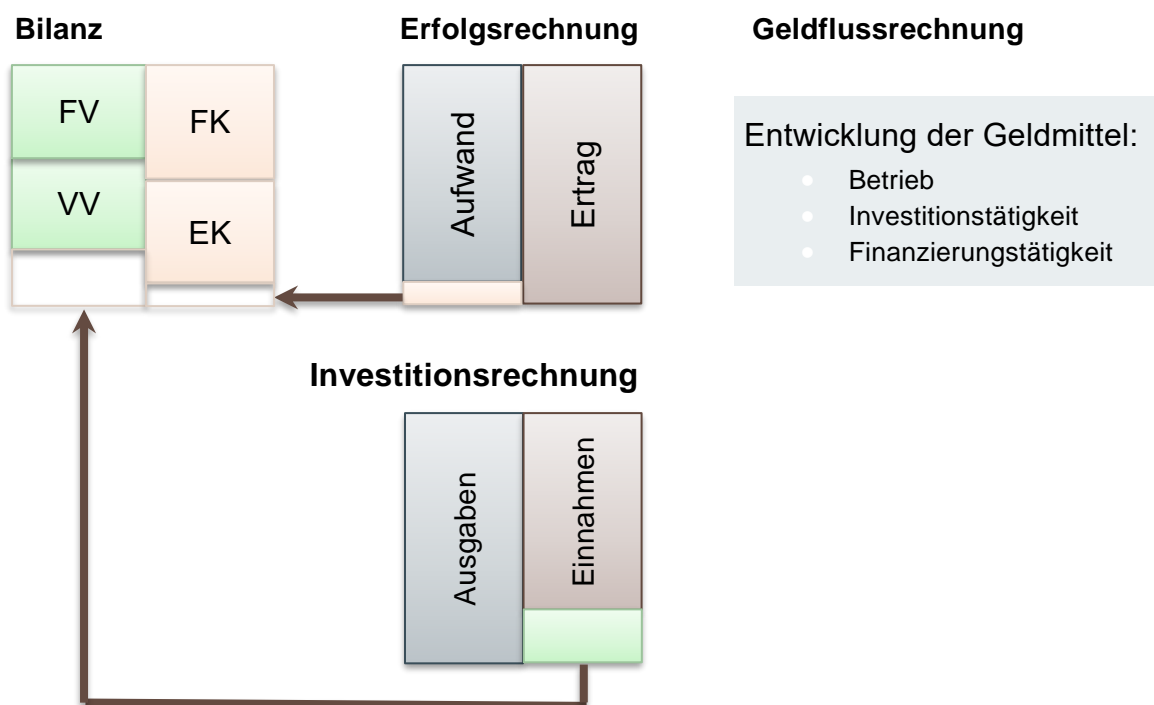 Bilanz
Erfolgsrechnung
Geldflussrechnung
FV
FK
VV
EK
Aufwand
Ertrag
Entwicklung der Geldmittel:
Betrieb
Investitionstätigkeit
Finanzierungstätigkeit
Investitionsrechnung
Ausgaben
Einnahmen